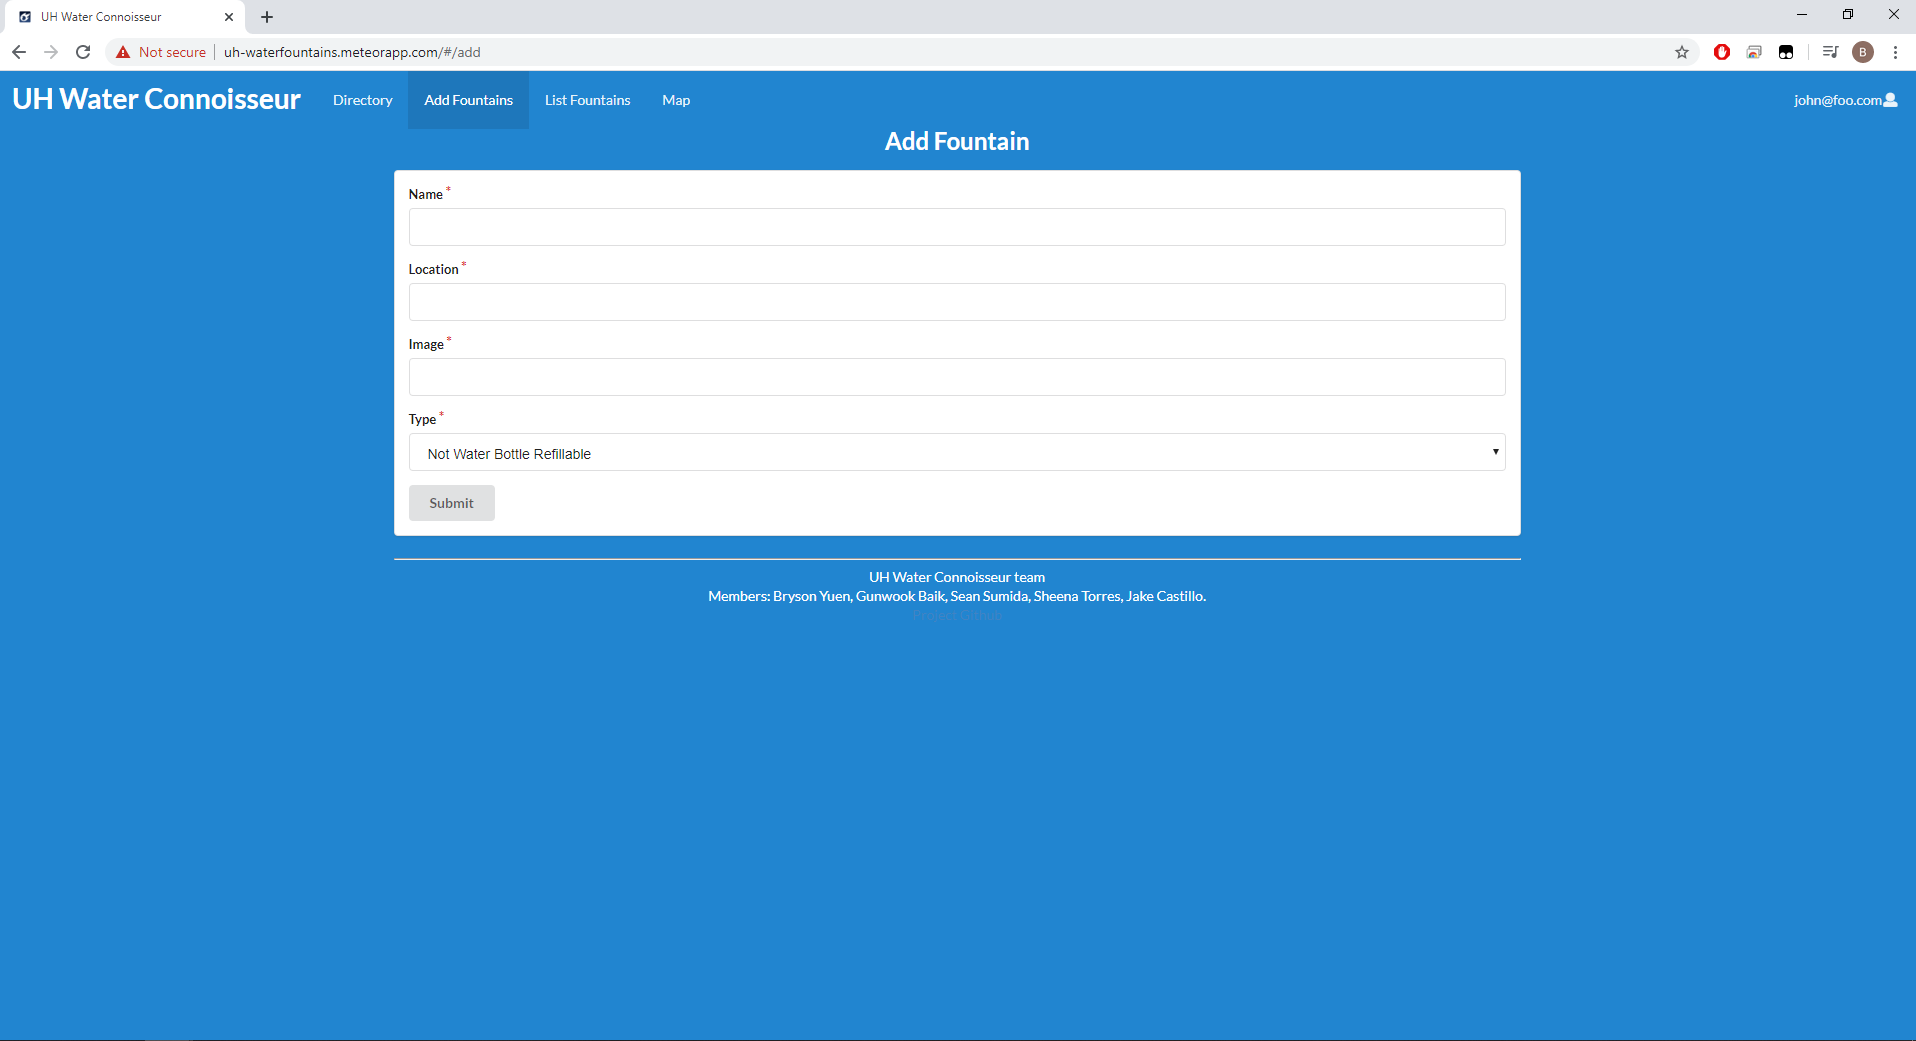 UH Water Connoisseur
Not secure | uh-waterfountains.meteorapp.com/#/add
B
UH Water Connoisseur Directory Add Fountains List Fountains Map john@foo.com
Add Fountain
Name *
Location *
Image *
Type *
Not Water Bottle Refillable
Submit
UH Water Connoisseur team
Members: Bryson Yuen, Gunwook Baik, Sean Sumida, Sheena Torres, Jake Castillo.
Project Github